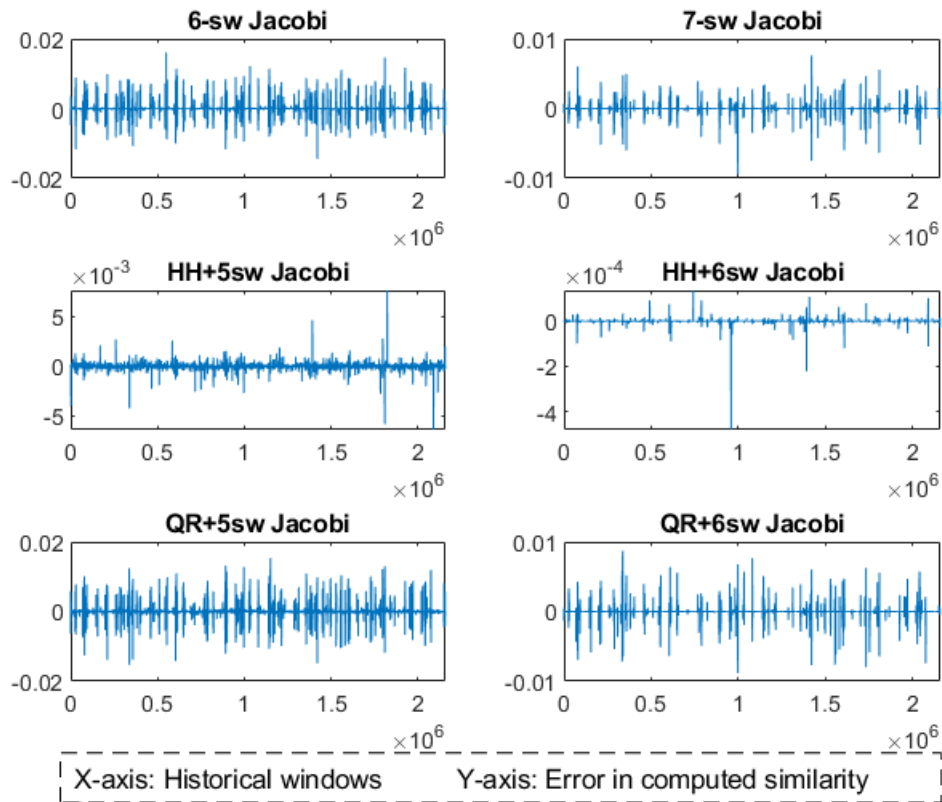 6-sw Jacobi
0.02
0
-0.02
0 0.5 1 1.5 2
×10^6
7-sw Jacobi
0.01
0
-0.01
0 0.5 1 1.5 2
×10^6
×10^-3
HH+5sw Jacobi
5
0
-5
0 0.5 1 1.5 2
×10^6
×10^-4
HH+6sw Jacobi
0
-2
-4
0 0.5 1 1.5 2
×10^6
QR+5sw Jacobi
0.02
0
-0.02
0 0.5 1 1.5 2
×10^6
QR+6sw Jacobi
0.01
0
-0.01
0 0.5 1 1.5 2
×10^6
X-axis: Historical windows Y-axis: Error in computed similarity